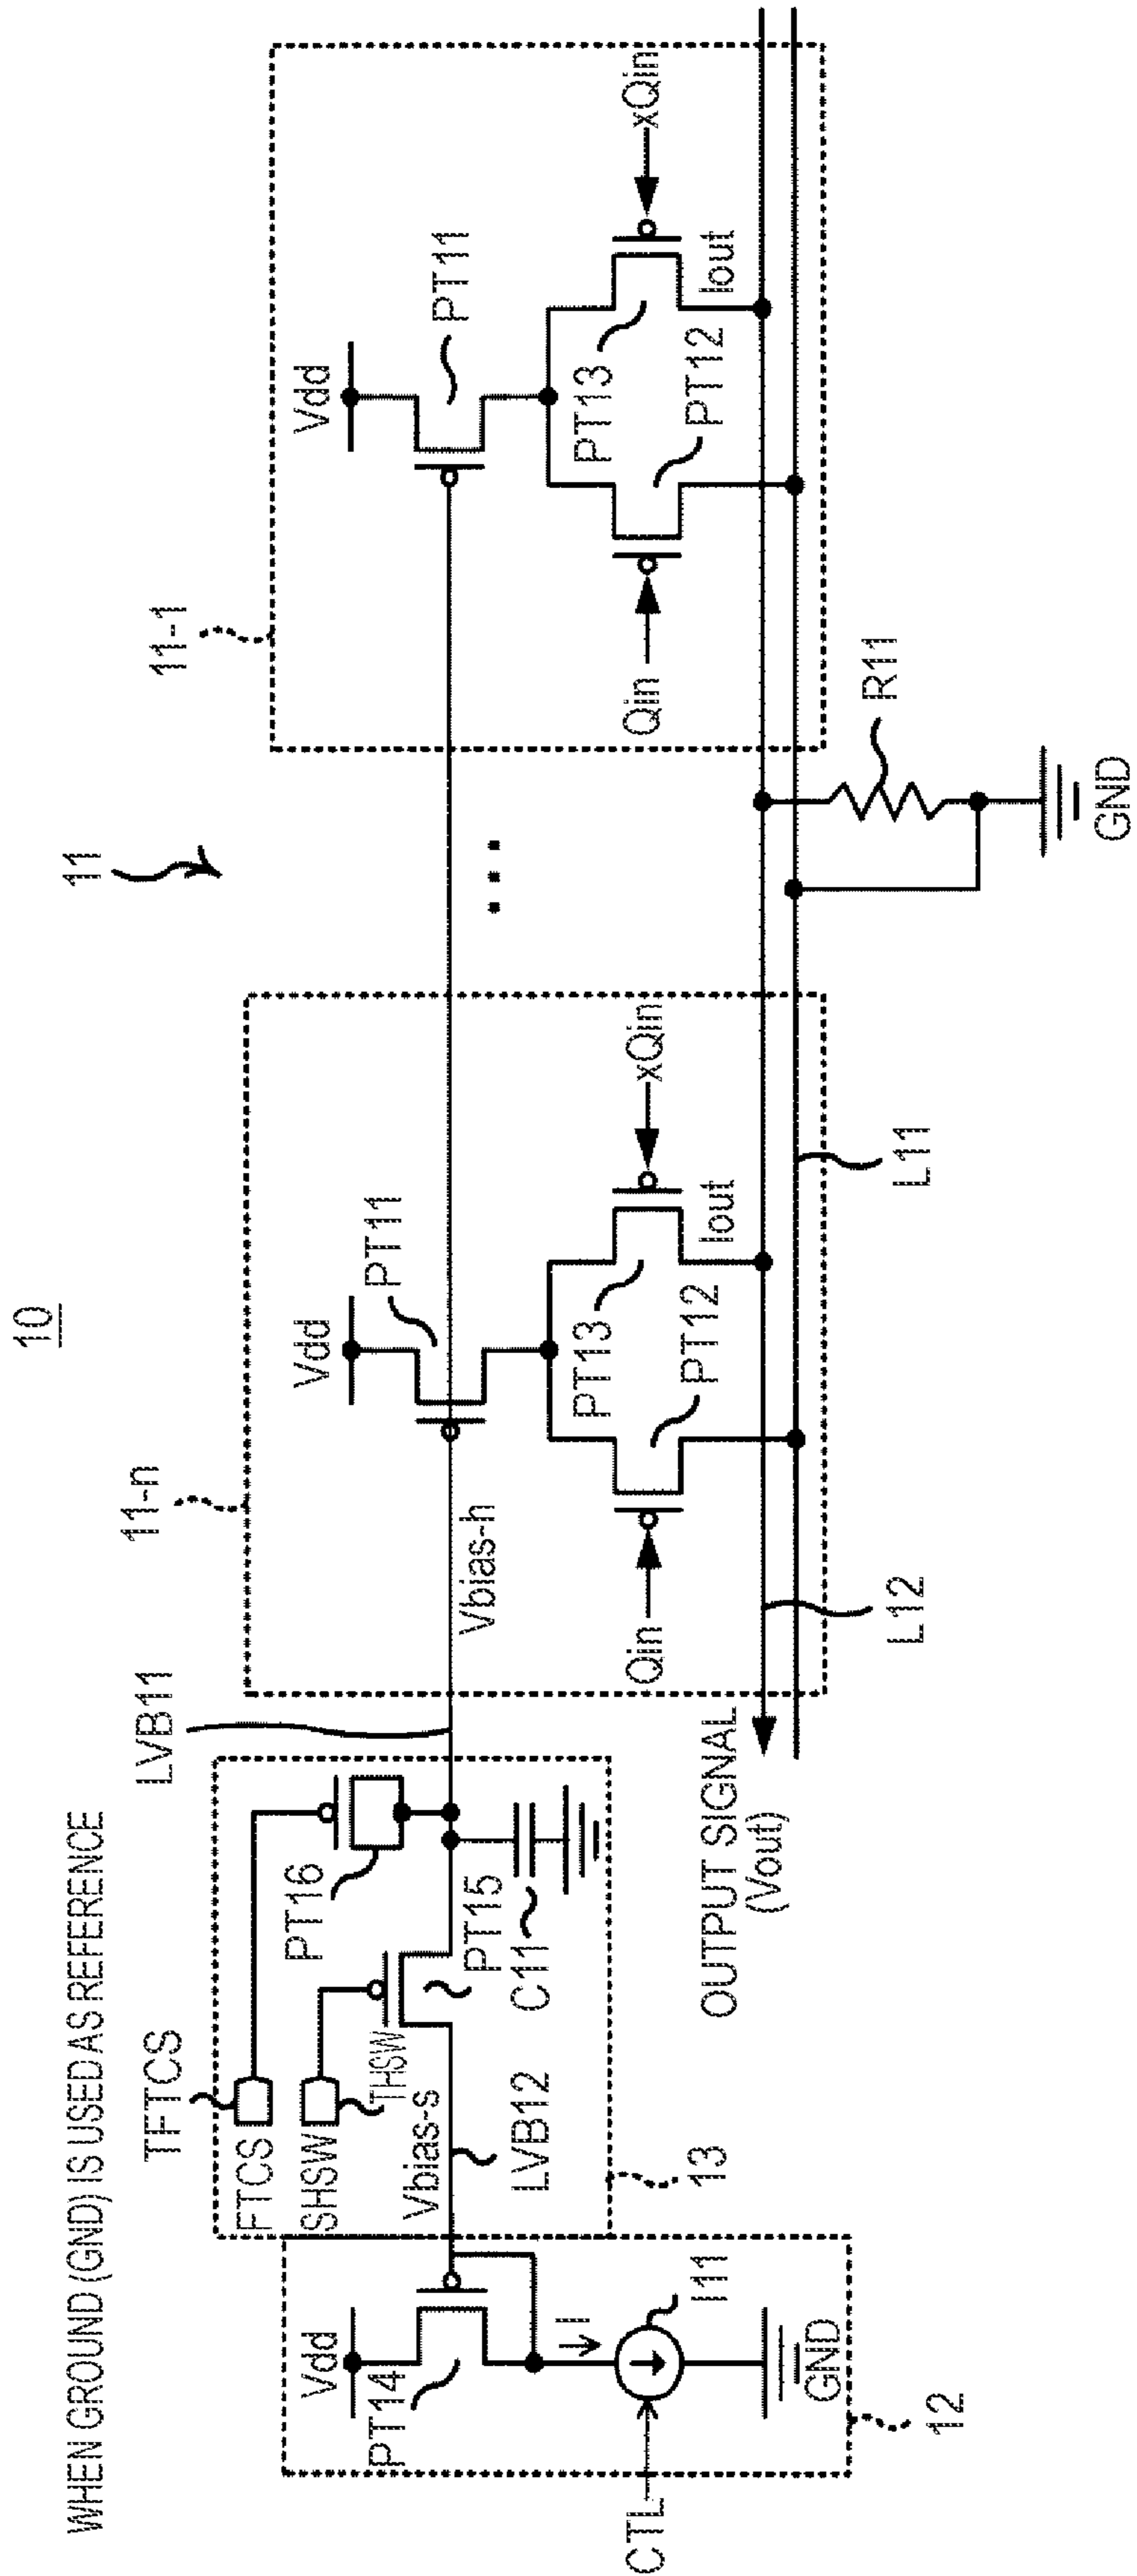 10
WHEN GROUND (GND) IS USED AS REFERENCE
11
TFTCS
LVB11
11-n
11-1
FTCS
SHSW
THSW
PT16
Vbias-s
LVB12
PT15
C11
13
Vdd
PT14
I
I11
CTL
GND
12
Vbias-h
Vdd
PT11
Qin
xQin
PT13
PT12
Iout
Vdd
PT11
Qin
xQin
PT13
PT12
Iout
OUTPUT SIGNAL
(Vout)
L12
L11
R11
GND